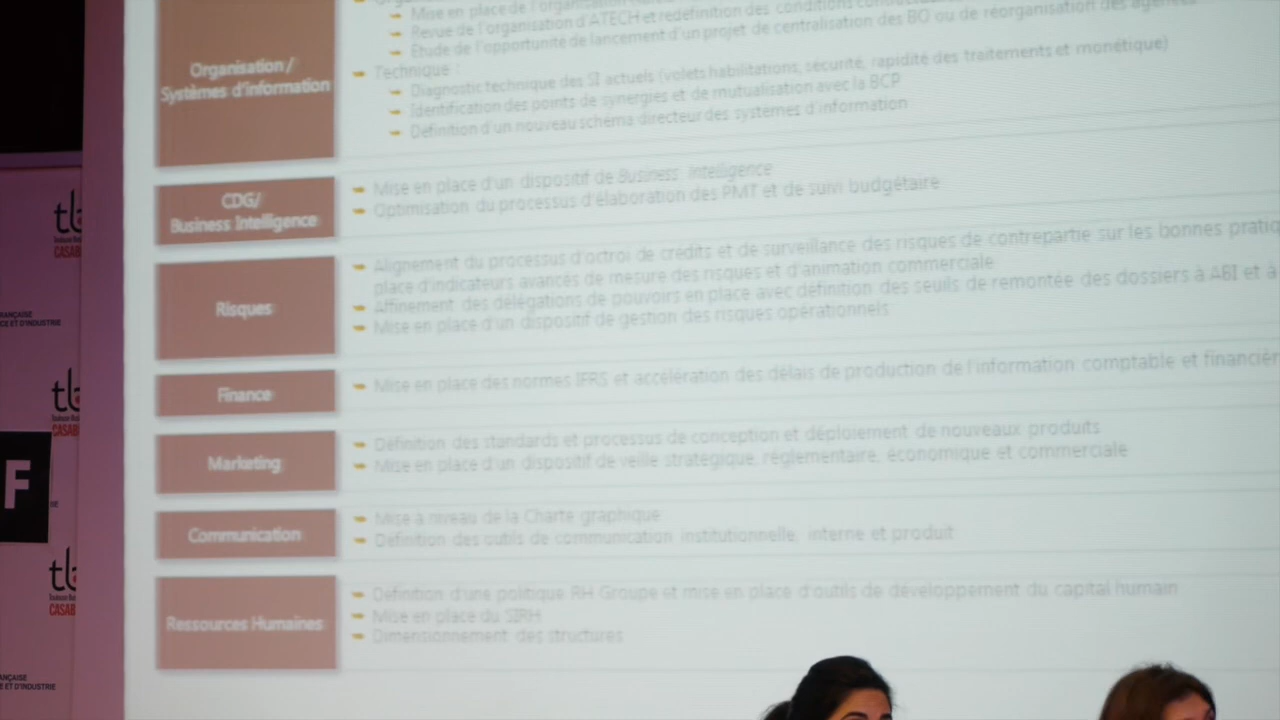 Mise en place de l'organisation
Revue de l'organisation d'ATECH et redéfinition des conditions
Étude de l'opportunité de lancement d'un projet de centralisation des BO ou de réorganisation des agences
Organisation /
Systèmes d'information
Technique :
Diagnostic technique des SI actuels (volets habilitations, sécurité, rapidité des traitements et monétique)
Identification des points de synergies et de mutualisation avec la BCP
Définition d'un nouveau schéma directeur des systèmes d'information
CDG/
Business Intelligence
Mise en place d'un dispositif de Business Intelligence
Optimisation du processus d'élaboration des PMT et de suivi budgétaire
Risques
Alignement du processus d'octroi de crédits et de surveillance des risques de contrepartie sur les bonnes pratiq
place d'indicateurs avancés de mesure des risques et d'animation commerciale
Affinement des délégations de pouvoirs en place avec définition des seuils de remontée des dossiers à ABI et à
Mise en place d'un dispositif de gestion des risques opérationnels
Finance
Mise en place des normes IFRS et accélération des délais de production de l'information comptable et financièr
Marketing
Définition des standards et processus de conception et déploiement de nouveaux produits
Mise en place d'un dispositif de veille stratégique, réglementaire, économique et commerciale
Communication
Mise à niveau de la Charte graphique
Définition des outils de communication institutionnelle, interne et produit
Ressources Humaines
Définition d'une politique RH Groupe et mise en place d'outils de développement du capital humain
Mise en place du SIRH
Dimensionnement des structures
tb
CASAB
RANÇAISE
CE ET D'INDUSTRIE
tb
CASAB
F
tb
CASAB
ANÇAISE
E ET D'INDUSTRIE